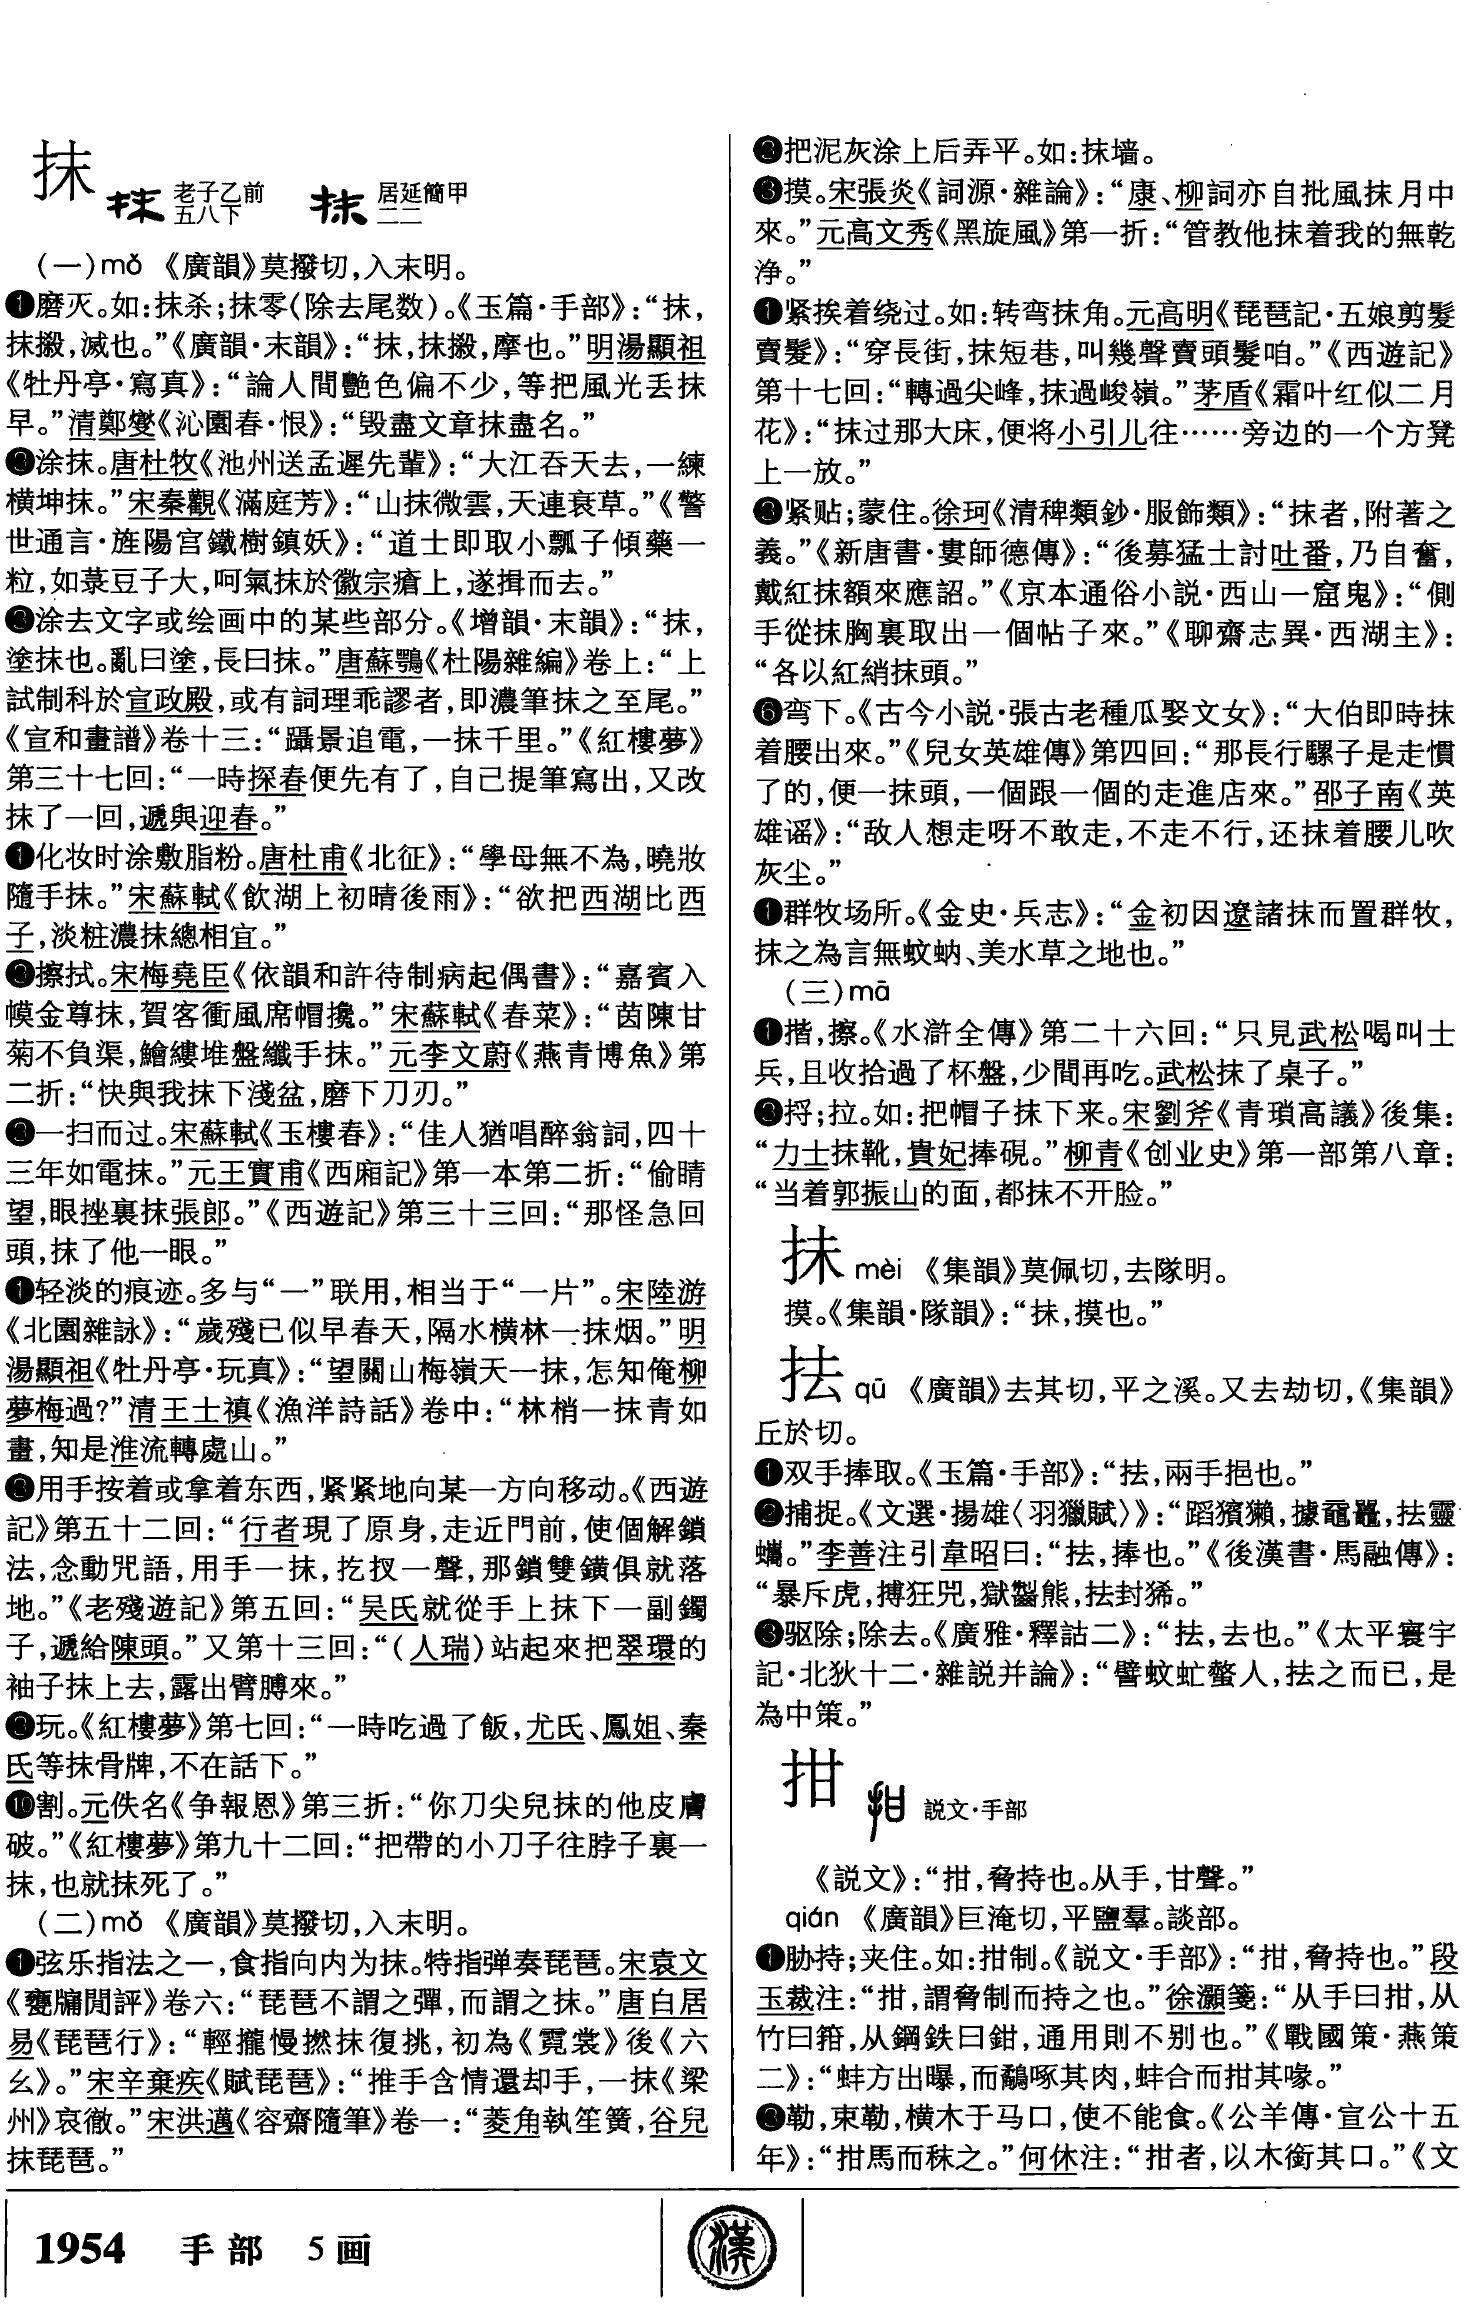 抹
老子乙前
五八下
居延簡甲
二二
（一）mǒ 《廣韻》莫撥切，入末明。
❶磨灭。如：抹杀；抹零（除去尾数）。《玉篇·手部》：“抹，
抹摋，滅也。”《廣韻·末韻》：“抹，抹摋，摩也。”明湯顯祖
《牡丹亭·寫真》：“論人間艷色偏不少，等把風光丢抹
早。”清鄭燮《沁園春·恨》：“毁盡文章抹盡名。”
涂抹。唐杜牧《池州送孟遲先輩》：“大江吞天去，一練
横坤抹。”宋秦觀《滿庭芳》：“山抹微雲，天連衰草。”《警
世通言·旌陽宫鐵樹鎮妖》：“道士即取小瓢子傾藥一
粒，如菉豆子大，呵氣抹於徽宗瘡上，遂揖而去。”
❸涂去文字或绘画中的某些部分。《增韻·末韻》：“抹，
塗抹也。亂曰塗，長曰抹。”唐蘇鶚《杜陽雜編》卷上：“上
試制科於宣政殿，或有詞理乖謬者，即濃筆抹之至尾。”
《宣和畫譜》卷十三：“躡景追電，一抹千里。”《紅樓夢》
第三十七回：“一時探春便先有了，自己提筆寫出，又改
抹了一回，遞與迎春。”
化妆时涂敷脂粉。唐杜甫《北征》：“學母無不為，曉妝
隨手抹。”宋蘇軾《飲湖上初晴後雨》：“欲把西湖比西
子，淡粧濃抹總相宜。”
擦拭。宋梅堯臣《依韻和許待制病起偶書》：“嘉賓入
幙金尊抹，賀客衝風席帽攙。”宋蘇軾《春菜》：“茵陳甘
菊不負渠，鱠縷堆盤纖手抹。”元李文蔚《燕青博魚》第
二折：“快與我抹下淺盆，磨下刀刃。”
一扫而过。宋蘇軾《玉樓春》：“佳人猶唱醉翁詞，四十
三年如電抹。”元王實甫《西廂記》第一本第二折：“偷睛
望，眼挫裏抹張郎。”《西遊記》第三十三回：“那怪急回
頭，抹了他一眼。”
轻淡的痕迹。多与“一”联用，相当于“一片”。宋陸游
《北園雜詠》：“歲殘已似早春天，隔水横林一抹烟。”明
湯顯祖《牡丹亭·玩真》：“望關山梅嶺天一抹，怎知俺柳
夢梅過？”清王士禛《漁洋詩話》卷中：“林梢一抹青如
畫，知是淮流轉處山。”
用手按着或拿着东西，紧紧地向某一方向移动。《西遊
記》第五十二回：“行者現了原身，走近門前，使個解鎖
法，念動咒語，用手一抹，扢扠一聲，那鎖雙鐄俱就落
地。”《老殘遊記》第五回：“吴氏就從手上抹下一副鐲
子，遞給陳頭。”又第十三回：“（人瑞）站起來把翠環的
袖子抹上去，露出臂膊來。”
玩。《紅樓夢》第七回：“一時吃過了飯，尤氏、鳳姐、秦
氏等抹骨牌，不在話下。”
❿割。元佚名《争報恩》第三折：“你刀尖兒抹的他皮膚
破。”《紅樓夢》第九十二回：“把帶的小刀子往脖子裏一
抹，也就抹死了。”
（二）mǒ 《廣韻》莫撥切，入末明。
❶弦乐指法之一，食指向内为抹。特指弹奏琵琶。宋袁文
《甕牖閒評》卷六：“琵琶不謂之彈，而謂之抹。”唐白居
易《琵琶行》：“輕攏慢撚抹復挑，初為《霓裳》後《六
幺》。”宋辛棄疾《賦琵琶》：“推手含情還却手，一抹《梁
州》哀徹。”宋洪邁《容齋隨筆》卷一：“菱角執笙簧，谷兒
抹琵琶。”
❷把泥灰涂上后弄平。如：抹墙。
❸摸。宋張炎《詞源·雜論》：“康、柳詞亦自批風抹月中
來。”元高文秀《黑旋風》第一折：“管教他抹着我的無乾
净。”
紧挨着绕过。如：转弯抹角。元高明《琵琶記·五娘剪髮
賣髮》：“穿長街，抹短巷，叫幾聲賣頭髮咱。”《西遊記》
第十七回：“轉過尖峰，抹過峻嶺。”茅盾《霜叶红似二月
花》：“抹过那大床，便将小引儿往……旁边的一个方凳
上一放。”
紧贴；蒙住。徐珂《清稗類鈔·服飾類》：“抹者，附著之
義。”《新唐書·婁師德傳》：“後募猛士討吐番，乃自奮，
戴紅抹額來應詔。”《京本通俗小説·西山一窟鬼》：“側
手從抹胸裏取出一個帖子來。”《聊齋志異·西湖主》：
“各以紅綃抹頭。”
❻弯下。《古今小説·張古老種瓜娶文女》：“大伯即時抹
着腰出來。”《兒女英雄傳》第四回：“那長行騾子是走慣
了的，便一抹頭，一個跟一個的走進店來。”邵子南《英
雄谣》：“敌人想走呀不敢走，不走不行，还抹着腰儿吹
灰尘。”
群牧场所。《金史·兵志》：“金初因遼諸抹而置群牧，
抹之為言無蚊蚋、美水草之地也。”
（三）mā
❶揩，擦。《水滸全傳》第二十六回：“只見武松喝叫士
兵，且收拾過了杯盤，少間再吃。武松抹了桌子。”
捋；拉。如：把帽子抹下来。宋劉斧《青瑣高議》後集：
“力士抹靴，貴妃捧硯。”柳青《创业史》第一部第八章：
“当着郭振山的面，都抹不开脸。”
抺 mèi 《集韻》莫佩切，去隊明。
摸。《集韻·隊韻》：“抺，摸也。”
抾 qū 《廣韻》去其切，平之溪。又去劫切，《集韻》
丘於切。
❶双手捧取。《玉篇·手部》：“抾，兩手挹也。”
❷捕捉。《文選·揚雄〈羽獵賦〉》：“蹈獱獺，據黿鼉，抾靈
蠵。”李善注引韋昭曰：“抾，捧也。”《後漢書·馬融傳》：
“暴斥虎，搏狂兕，獄齧熊，抾封狶。”
❸驱除；除去。《廣雅·釋詁二》：“抾，去也。”《太平寰宇
記·北狄十二·雜説并論》：“譬蚊虻螫人，抾之而已，是
為中策。”
拑
説文·手部
《説文》：“拑，脅持也。从手，甘聲。”
qián 《廣韻》巨淹切，平鹽羣。談部。
❶胁持；夹住。如：拑制。《説文·手部》：“拑，脅持也。”段
玉裁注：“拑，謂脅制而持之也。”徐灝箋：“从手曰拑，从
竹曰箝，从鋼鉄曰鉗，通用則不别也。”《戰國策·燕策
二》：“蚌方出曝，而鷸啄其肉，蚌合而拑其喙。”
勒，束勒，横木于马口，使不能食。《公羊傳·宣公十五
年》：“拑馬而秣之。”何休注：“拑者，以木銜其口。”《文
1954 手部 5画
漢